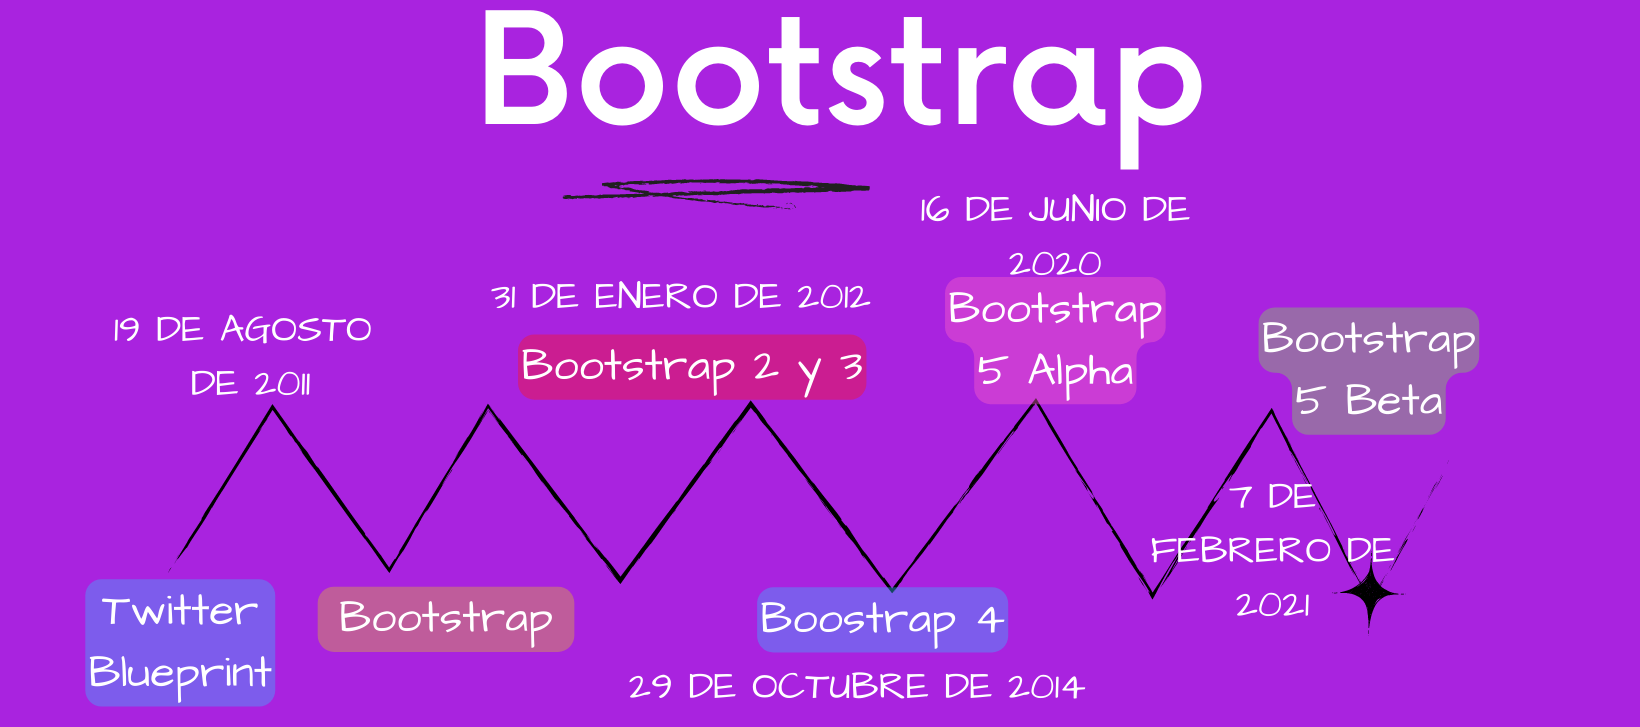 Bootstrap
19 DE AGOSTO
DE 2011
Twitter
Blueprint
Bootstrap
31 DE ENERO DE 2012
Bootstrap 2 y 3
Boostrap 4
29 DE OCTUBRE DE 2014
16 DE JUNIO DE
2020
Bootstrap
5 Alpha
Bootstrap
5 Beta
7 DE
FEBRERO DE
2021